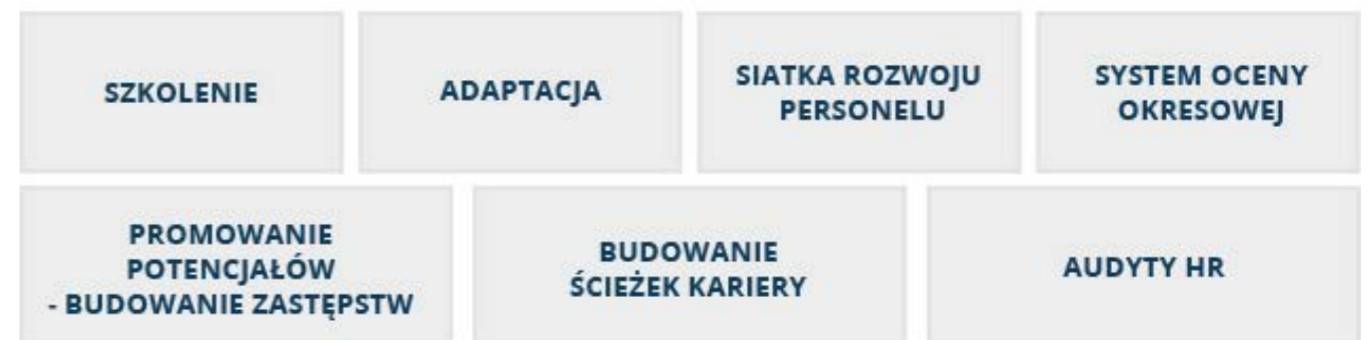 SZKOLENIE
ADAPTACJA
SIATKA ROZWOJU
PERSONELU
SYSTEM OCENY
OKRESOWEJ
PROMOWANIE
POTENCJAŁÓW
- BUDOWANIE ZASTĘPSTW
BUDOWANIE
ŚCIEŻEK KARIERY
AUDYTY HR